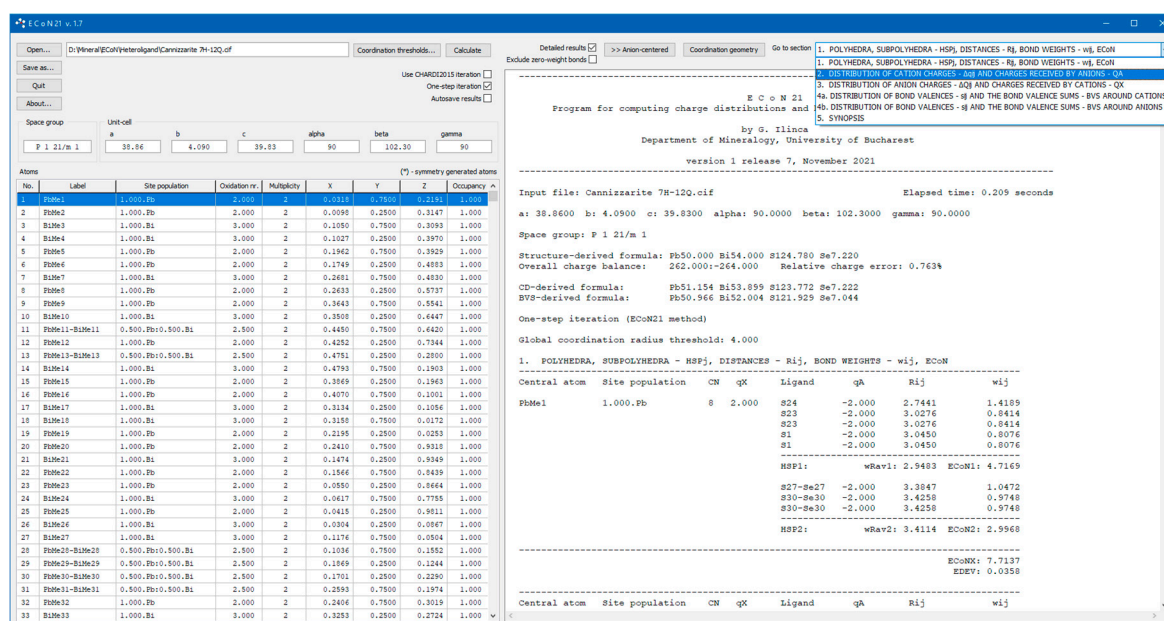 ECoN21 v. 1.7
Open...
D:\Mineral\ECoN\Heteroligand\Cannizzarite 7H-12Q.cif
Coordination thresholds...
Calculate
Save as...
Quit
About...
Use CHARDI2015 iteration
One-step iteration
Autosave results
Space group
Unit-cell
a b c alpha beta gamma
P 1 21/m 1 38.86 4.090 39.83 90 102.30 90
Atoms
(*) - symmetry generated atoms
No. Label Site population Oxidation nr. Multiplicity X Y Z Occupancy
1 PbMe1 1.000.Pb 2.000 2 0.0318 0.7500 0.2191 1.000
2 PbMe2 1.000.Pb 2.000 2 0.0098 0.2500 0.3147 1.000
3 BiMe3 1.000.Bi 3.000 2 0.1050 0.7500 0.3093 1.000
4 BiMe4 1.000.Bi 3.000 2 0.1027 0.2500 0.3970 1.000
5 PbMe5 1.000.Pb 2.000 2 0.1962 0.7500 0.3929 1.000
6 PbMe6 1.000.Pb 2.000 2 0.1749 0.2500 0.4883 1.000
7 BiMe7 1.000.Bi 3.000 2 0.2681 0.7500 0.4830 1.000
8 PbMe8 1.000.Pb 2.000 2 0.2633 0.2500 0.5737 1.000
9 PbMe9 1.000.Pb 2.000 2 0.3643 0.7500 0.5541 1.000
10 BiMe10 1.000.Bi 3.000 2 0.3508 0.2500 0.6447 1.000
11 PbMe11-BiMe11 0.500.Pb:0.500.Bi 2.500 2 0.4450 0.7500 0.6420 1.000
12 PbMe12 1.000.Pb 2.000 2 0.4252 0.2500 0.7344 1.000
13 PbMe13-BiMe13 0.500.Pb:0.500.Bi 2.500 2 0.4751 0.2500 0.2800 1.000
14 BiMe14 1.000.Bi 3.000 2 0.4793 0.7500 0.1903 1.000
15 PbMe15 1.000.Pb 2.000 2 0.3869 0.2500 0.1963 1.000
16 PbMe16 1.000.Pb 2.000 2 0.4070 0.7500 0.1001 1.000
17 BiMe17 1.000.Bi 3.000 2 0.3134 0.2500 0.1056 1.000
18 BiMe18 1.000.Bi 3.000 2 0.3158 0.7500 0.0172 1.000
19 PbMe19 1.000.Pb 2.000 2 0.2195 0.2500 0.0253 1.000
20 PbMe20 1.000.Pb 2.000 2 0.2410 0.7500 0.9318 1.000
21 BiMe21 1.000.Bi 3.000 2 0.1474 0.2500 0.9349 1.000
22 PbMe22 1.000.Pb 2.000 2 0.1566 0.7500 0.8439 1.000
23 PbMe23 1.000.Pb 2.000 2 0.0550 0.2500 0.8664 1.000
24 BiMe24 1.000.Bi 3.000 2 0.0617 0.7500 0.7755 1.000
25 PbMe25 1.000.Pb 2.000 2 0.0415 0.2500 0.9811 1.000
26 BiMe26 1.000.Bi 3.000 2 0.0304 0.2500 0.0867 1.000
27 BiMe27 1.000.Bi 3.000 2 0.1176 0.7500 0.0504 1.000
28 PbMe28-BiMe28 0.500.Pb:0.500.Bi 2.500 2 0.1036 0.7500 0.1552 1.000
29 PbMe29-BiMe29 0.500.Pb:0.500.Bi 2.500 2 0.1869 0.2500 0.1244 1.000
30 PbMe30-BiMe30 0.500.Pb:0.500.Bi 2.500 2 0.1701 0.2500 0.2290 1.000
31 PbMe31-BiMe31 0.500.Pb:0.500.Bi 2.500 2 0.2593 0.7500 0.1974 1.000
32 PbMe32 1.000.Pb 2.000 2 0.2406 0.7500 0.3019 1.000
33 BiMe33 1.000.Bi 3.000 2 0.3253 0.2500 0.2724 1.000
Detailed results
>> Anion-centered
Coordination geometry
Go to section
1. POLYHEDRA, SUBPOLYHEDRA - HSPj, DISTANCES - Rij, BOND WEIGHTS - wij, ECoN
Exclude zero-weight bonds
1. POLYHEDRA, SUBPOLYHEDRA - HSPj, DISTANCES - Rij, BOND WEIGHTS - wij, ECoN
2. DISTRIBUTION OF CATION CHARGES - Δqij AND CHARGES RECEIVED BY ANIONS - QA
3. DISTRIBUTION OF ANION CHARGES - ΔQij AND CHARGES RECEIVED BY CATIONS - QX
4a. DISTRIBUTION OF BOND VALENCES - sij AND THE BOND VALENCE SUMS - BVS AROUND CATIONS
4b. DISTRIBUTION OF BOND VALENCES - sij AND THE BOND VALENCE SUMS - BVS AROUND ANIONS
5. SYNOPSIS
E C o N 21
Program for computing charge distributions and
by G. Ilinca
Department of Mineralogy, University of Bucharest
version 1 release 7, November 2021
Input file: Cannizzarite 7H-12Q.cif Elapsed time: 0.209 seconds
a: 38.8600 b: 4.0900 c: 39.8300 alpha: 90.0000 beta: 102.3000 gamma: 90.0000
Space group: P 1 21/m 1
Structure-derived formula: Pb50.000 Bi54.000 S124.780 Se7.220
Overall charge balance: 262.000:-264.000 Relative charge error: 0.763%
CD-derived formula: Pb51.154 Bi53.899 S123.772 Se7.222
BVS-derived formula: Pb50.966 Bi52.004 S121.929 Se7.044
One-step iteration (ECoN21 method)
Global coordination radius threshold: 4.000
1. POLYHEDRA, SUBPOLYHEDRA - HSPj, DISTANCES - Rij, BOND WEIGHTS - wij, ECoN
Central atom Site population CN qX Ligand qA Rij wij
PbMe1 1.000.Pb 8 2.000 S24 -2.000 2.7441 1.4189
S23 -2.000 3.0276 0.8414
S23 -2.000 3.0276 0.8414
S1 -2.000 3.0450 0.8076
S1 -2.000 3.0450 0.8076
HSP1: wRav1: 2.9483 ECoN1: 4.7169
S27-Se27 -2.000 3.3847 1.0472
S30-Se30 -2.000 3.4258 0.9748
S30-Se30 -2.000 3.4258 0.9748
HSP2: wRav2: 3.4114 ECoN2: 2.9968
ECoNX: 7.7137
EDEV: 0.0358
Central atom Site population CN qX Ligand qA Rij wij